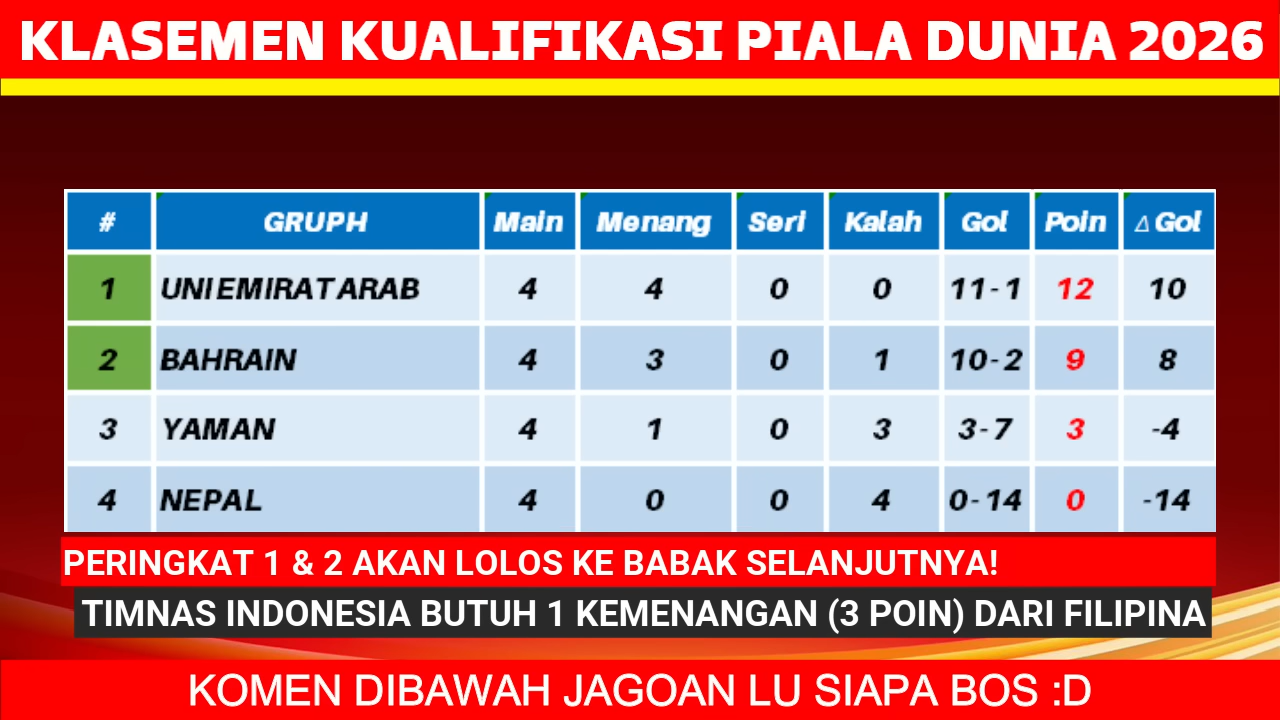 KLASEMEN KUALIFIKASI PIALA DUNIA 2026
# GRUPH Main Menang Seri Kalah Gol Poin Δ Gol
1 UNI EMIRAT ARAB 4 4 0 0 11-1 12 10
2 BAHRAIN 4 3 0 1 10-2 9 8
3 YAMAN 4 1 0 3 3-7 3 -4
4 NEPAL 4 0 0 4 0-14 0 -14
PERINGKAT 1 & 2 AKAN LOLOS KE BABAK SELANJUTNYA!
TIMNAS INDONESIA BUTUH 1 KEMENANGAN (3 POIN) DARI FILIPINA
KOMEN DIBAWAH JAGOAN LU SIAPA BOS :D